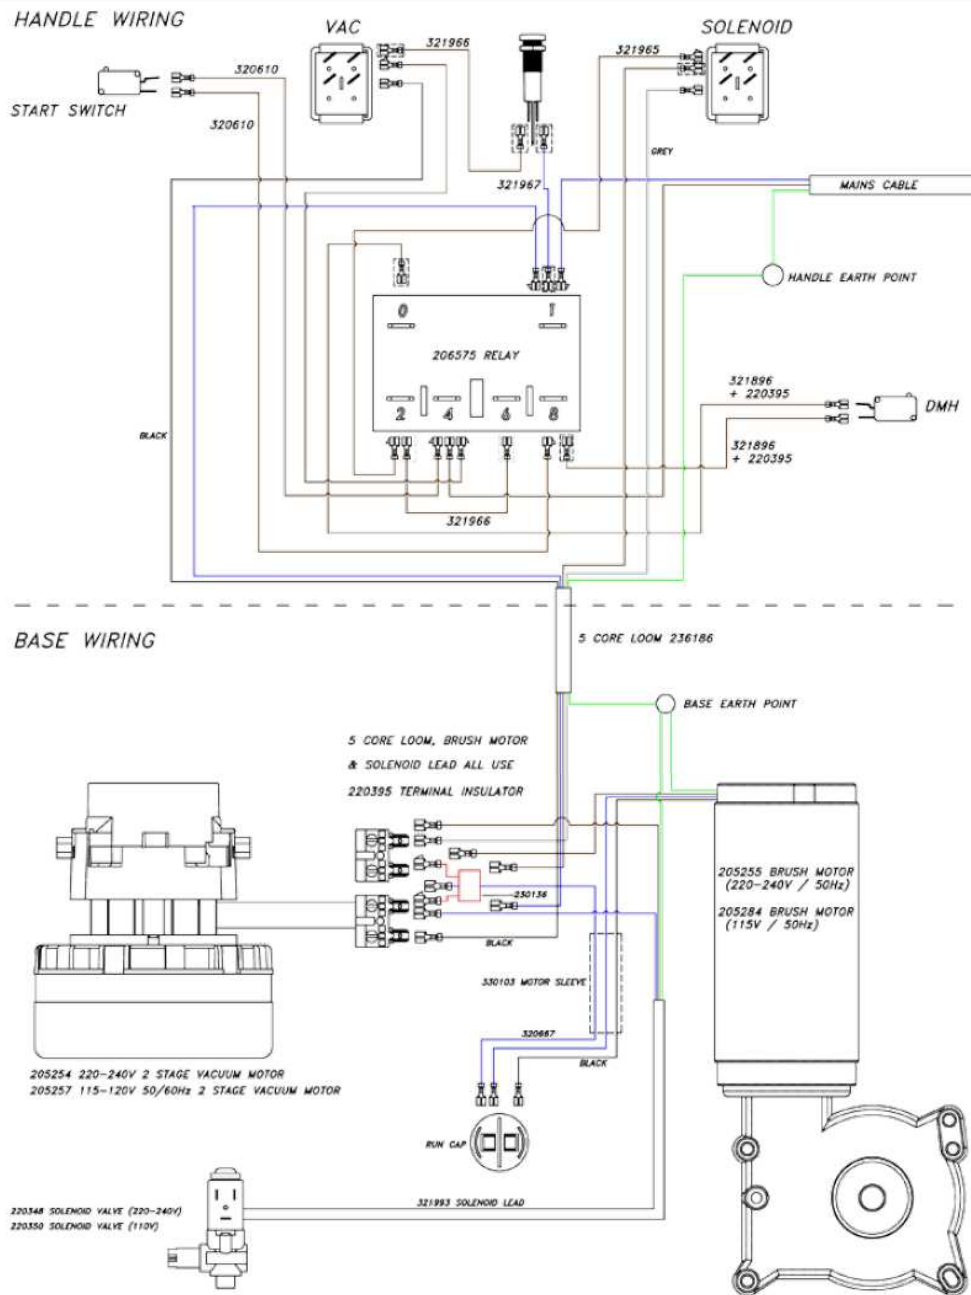 HANDLE WIRING
VAC
SOLENOID
321966
321965
320610
START SWITCH
320610
GREY
321967
MAINS CABLE
HANDLE EARTH POINT
0
1
206575 RELAY
321896
+ 220395
2
4
6
8
DMH
BLACK
321896
+ 220395
321966
BASE WIRING
5 CORE LOOM 236186
BASE EARTH POINT
5 CORE LOOM, BRUSH MOTOR
& SOLENOID LEAD ALL USE
220395 TERMINAL INSULATOR
205255 BRUSH MOTOR
(220-240V / 50Hz)
205284 BRUSH MOTOR
(115V / 50Hz)
230136
BLACK
330103 MOTOR SLEEVE
320667
BLACK
205254 220-240V 2 STAGE VACUUM MOTOR
205257 115-120V 50/60Hz 2 STAGE VACUUM MOTOR
RUN CAP
321993 SOLENOID LEAD
220348 SOLENOID VALVE (220-240V)
220350 SOLENOID VALVE (110V)